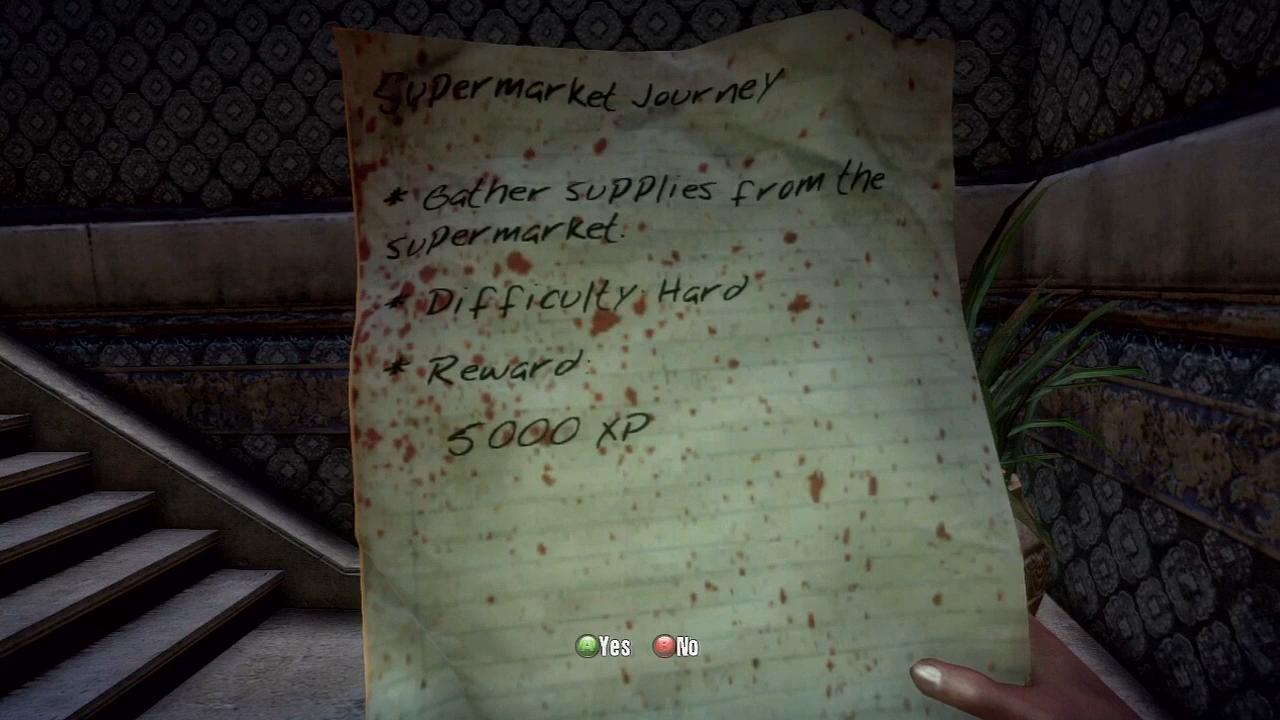 Supermarket Journey
* Gather supplies from the
supermarket.
* Difficulty: Hard
* Reward:
5000 XP
A Yes B No